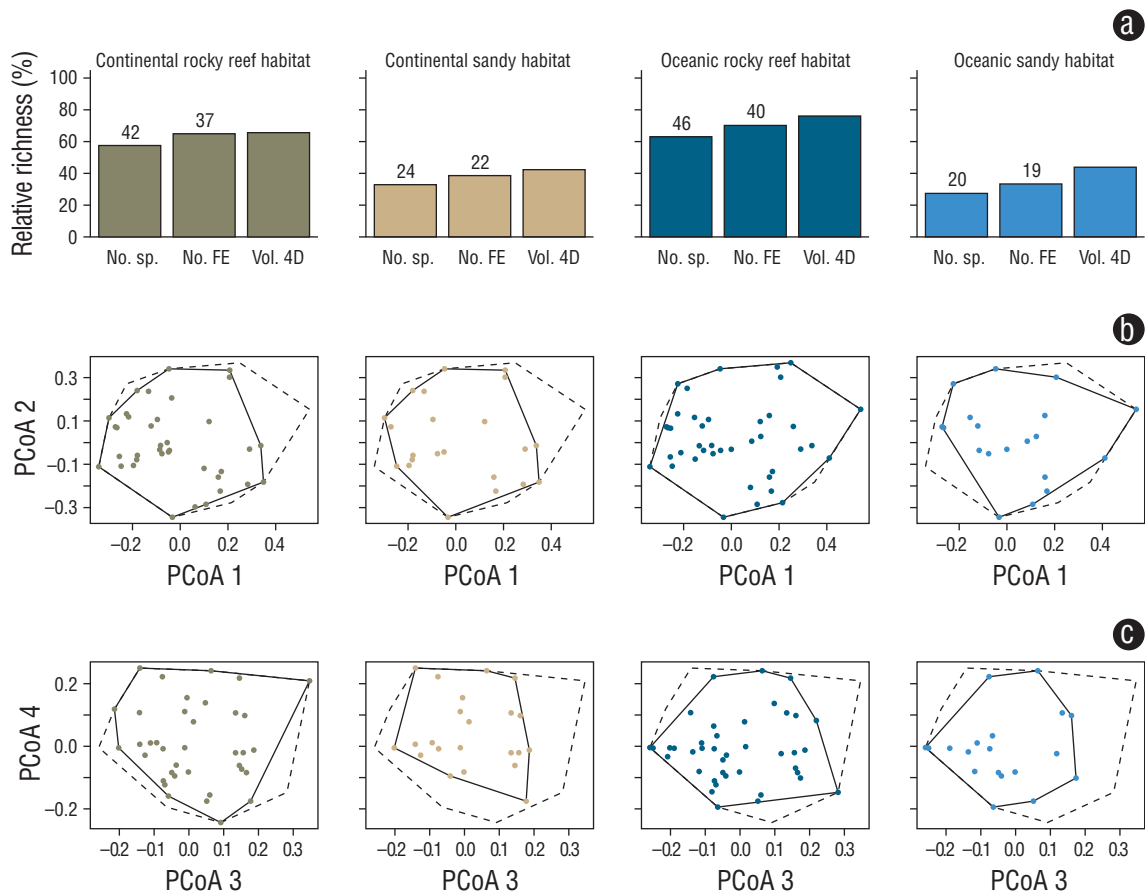 a
Continental rocky reef habitat Continental sandy habitat Oceanic rocky reef habitat Oceanic sandy habitat
Relative richness (%)
100
80
60
40
20
0
42 37
24 22
46 40
20 19
No. sp. No. FE Vol. 4D No. sp. No. FE Vol. 4D No. sp. No. FE Vol. 4D No. sp. No. FE Vol. 4D
b
PCoA 2
0.3
0.1
−0.1
−0.3
−0.2 0.0 0.2 0.4 −0.2 0.0 0.2 0.4 −0.2 0.0 0.2 0.4 −0.2 0.0 0.2 0.4
PCoA 1 PCoA 1 PCoA 1 PCoA 1
c
PCoA 4
0.2
0.0
−0.2
−0.2 −0.1 0.0 0.1 0.2 0.3 −0.2 −0.1 0.0 0.1 0.2 0.3 −0.2 −0.1 0.0 0.1 0.2 0.3 −0.2 −0.1 0.0 0.1 0.2 0.3
PCoA 3 PCoA 3 PCoA 3 PCoA 3